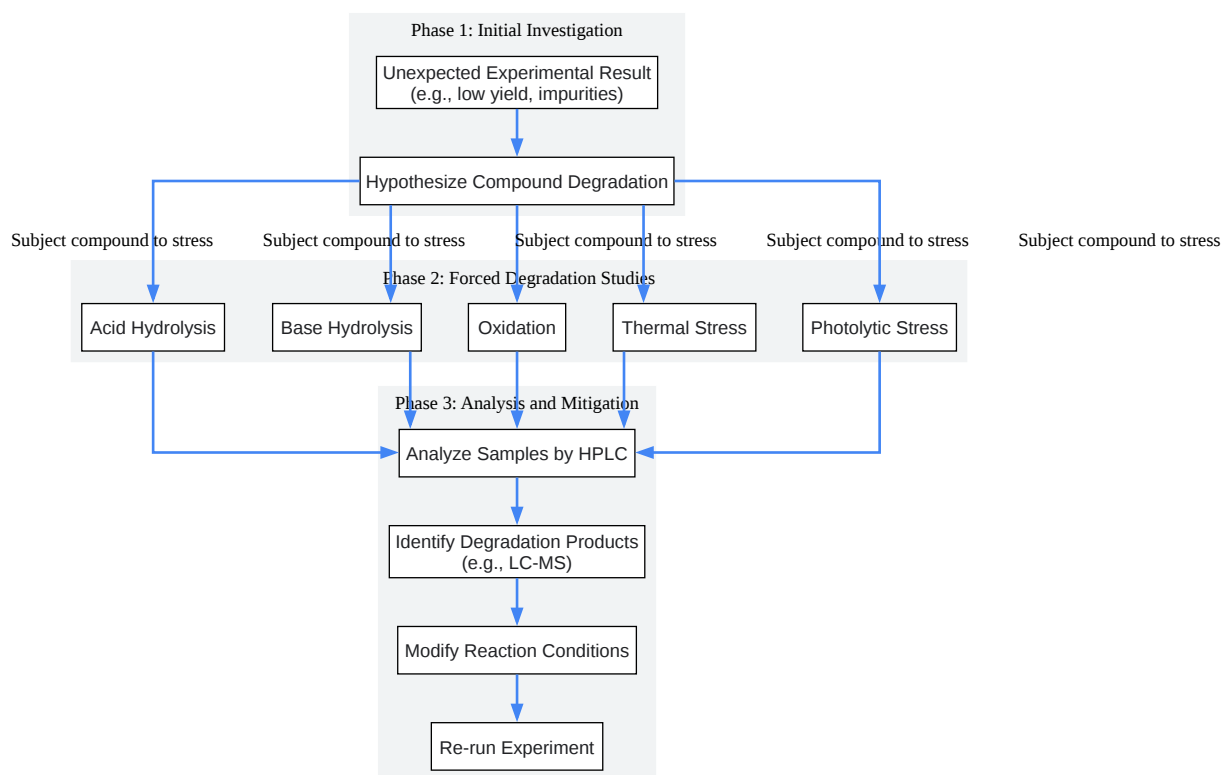 Phase 1: Initial Investigation
Unexpected Experimental Result
(e.g., low yield, impurities)
Hypothesize Compound Degradation
Subject compound to stress
Subject compound to stress
Subject compound to stress
Subject compound to stress
Subject compound to stress
Phase 2: Forced Degradation Studies
Acid Hydrolysis
Base Hydrolysis
Oxidation
Thermal Stress
Photolytic Stress
Phase 3: Analysis and Mitigation
Analyze Samples by HPLC
Identify Degradation Products
(e.g., LC-MS)
Modify Reaction Conditions
Re-run Experiment